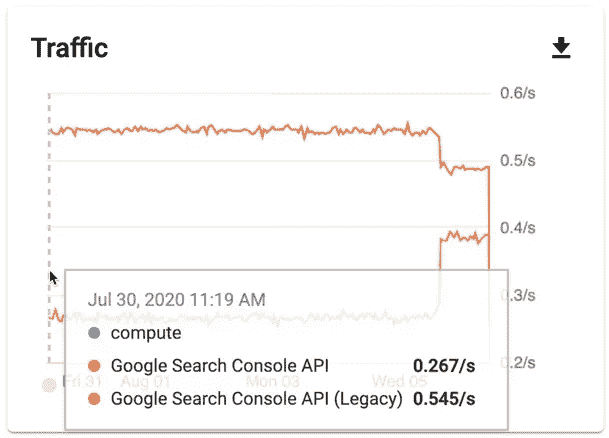 Traffic
0.6/s
0.5/s
0.4/s
0.3/s
0.2/s
Jul 30, 2020 11:19 AM
compute
Google Search Console API 0.267/s
Google Search Console API (Legacy) 0.545/s
Fri 31 Aug 01 Mon 03 Wed 05